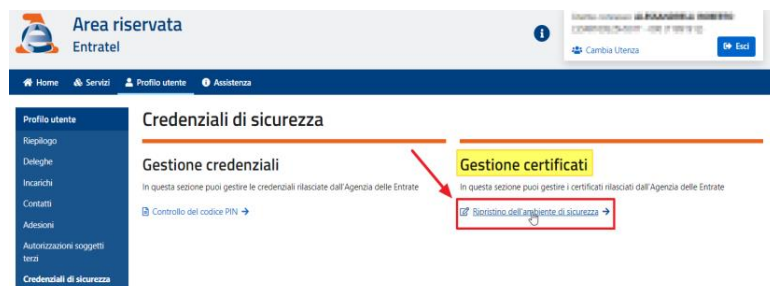 Area riservata
Entratel
Cambia Utenza
Esci
Home Servizi Profilo utente Assistenza
Profilo utente
Riepilogo
Deleghe
Incarichi
Contatti
Adesioni
Autorizzazioni soggetti
terzi
Credenziali di sicurezza
Credenziali di sicurezza
Gestione credenziali
In questa sezione puoi gestire le credenziali rilasciate dall'Agenzia delle Entrate
Controllo del codice PIN
Gestione certificati
In questa sezione puoi gestire i certificati rilasciati dall'Agenzia delle Entrate
Ripristino dell'ambiente di sicurezza